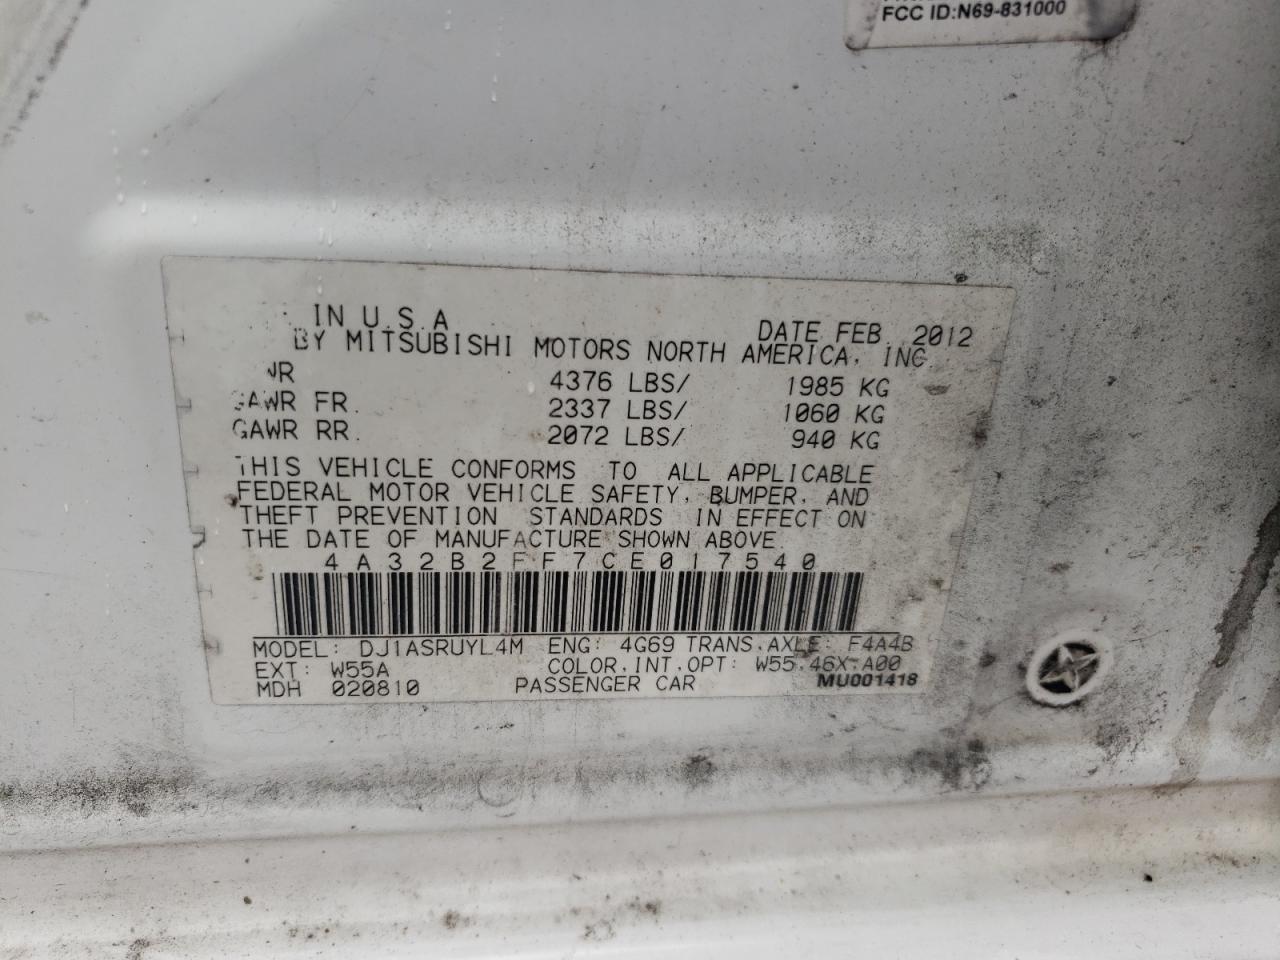 FCC ID:N69-831000
IN U.S.A
DATE FEB. 2012
BY MITSUBISHI MOTORS NORTH AMERICA, INC.
4376 LBS/ 1985 KG
GAWR FR. 2337 LBS/ 1060 KG
GAWR RR. 2072 LBS/ 940 KG
THIS VEHICLE CONFORMS TO ALL APPLICABLE
FEDERAL MOTOR VEHICLE SAFETY, BUMPER, AND
THEFT PREVENTION STANDARDS IN EFFECT ON
THE DATE OF MANUFACTURE SHOWN ABOVE.
4A32B2FF7CE017540
MODEL: DJ1ASRUYL4M ENG: 4G69 TRANS.AXLE: F4A4B
EXT: W55A COLOR.INT.OPT: W55.46X.A00
MDH 020810 PASSENGER CAR MU001418